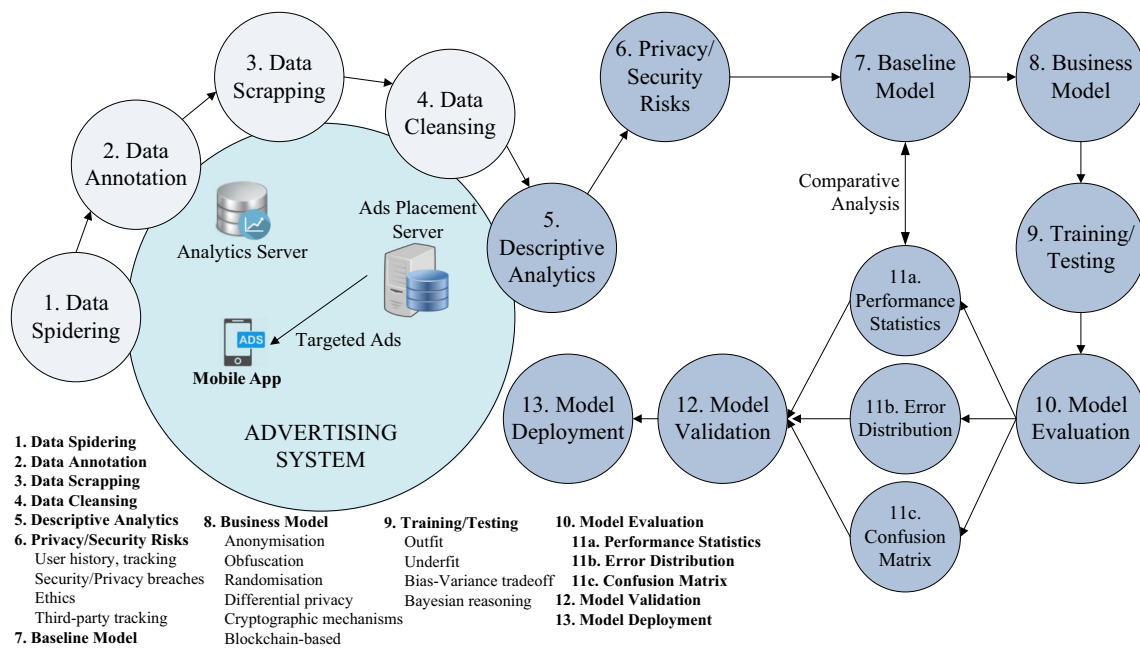 3. Data
Scrapping
4. Data
Cleansing
2. Data
Annotation
1. Data
Spidering
5.
Descriptive
Analytics
6. Privacy/
Security
Risks
7. Baseline
Model
8. Business
Model
Comparative
Analysis
9. Training/
Testing
10. Model
Evaluation
11a.
Performance
Statistics
11b. Error
Distribution
11c.
Confusion
Matrix
12. Model
Validation
13. Model
Deployment
Analytics Server
Ads Placement
Server
ADS
Targeted Ads
Mobile App
ADVERTISING
SYSTEM
1. Data Spidering
2. Data Annotation
3. Data Scrapping
4. Data Cleansing
5. Descriptive Analytics
6. Privacy/Security Risks
User history, tracking
Security/Privacy breaches
Ethics
Third-party tracking
7. Baseline Model
8. Business Model
Anonymisation
Obfuscation
Randomisation
Differential privacy
Cryptographic mechanisms
Blockchain-based
9. Training/Testing
Outfit
Underfit
Bias-Variance tradeoff
Bayesian reasoning
10. Model Evaluation
11a. Performance Statistics
11b. Error Distribution
11c. Confusion Matrix
12. Model Validation
13. Model Deployment